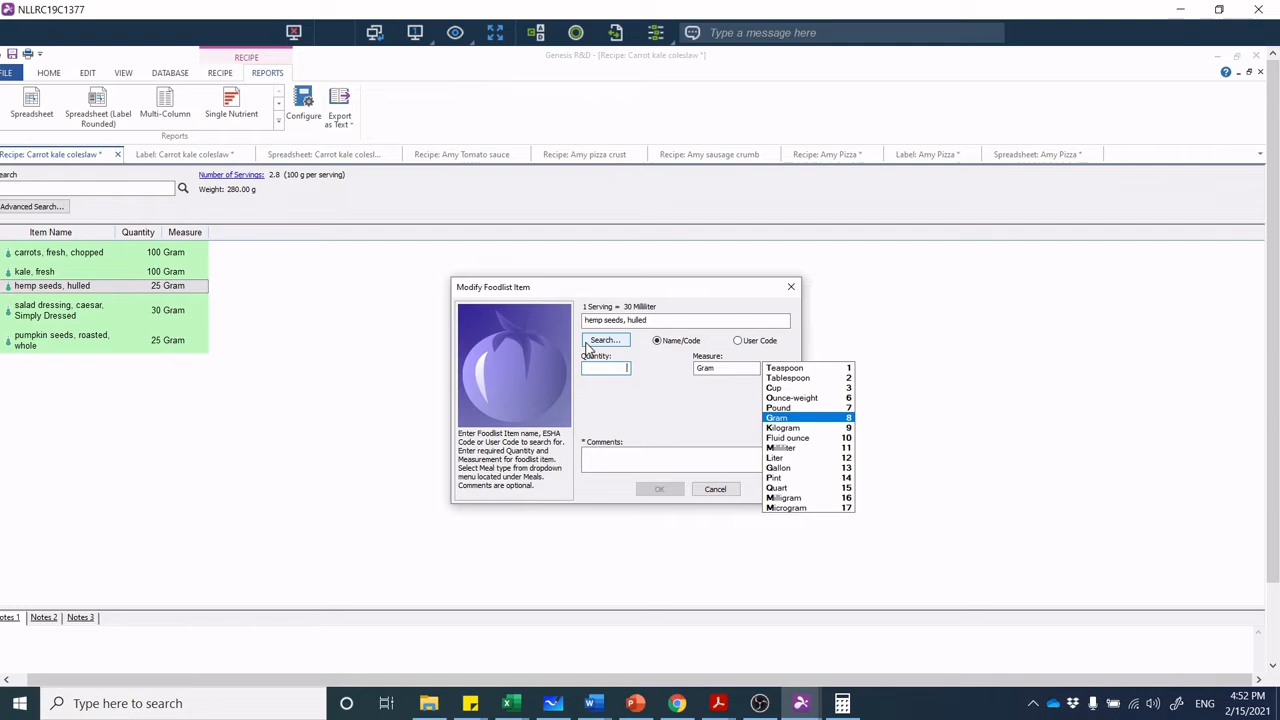 NLLRC19C1377
Type a message here
RECIPE
Genesis R&D - [Recipe: Carrot kale coleslaw *]
FILE HOME EDIT VIEW DATABASE RECIPE REPORTS
Spreadsheet
Spreadsheet (Label Rounded)
Multi-Column
Single Nutrient
Configure
Export as Text
Reports
Recipe: Carrot kale coleslaw *
Label: Carrot kale coleslaw *
Spreadsheet: Carrot kale colesl...
Recipe: Amy Tomato sauce
Recipe: Amy pizza crust
Recipe: Amy sausage crumb
Recipe: Amy Pizza *
Label: Amy Pizza *
Spreadsheet: Amy Pizza *
earch
Number of Servings: 2.8 (100 g per serving)
Weight: 280.00 g
Advanced Search...
Item Name Quantity Measure
carrots, fresh, chopped 100 Gram
kale, fresh 100 Gram
hemp seeds, hulled 25 Gram
salad dressing, caesar,
Simply Dressed 30 Gram
pumpkin seeds, roasted,
whole 25 Gram
Modify Foodlist Item
1 Serving = 30 Milliliter
hemp seeds, hulled
Search... Name/Code User Code
Quantity: Measure:
Gram
Enter Foodlist Item name, ESHA
Code or User Code to search for.
Enter required Quantity and
Measurement for foodlist item.
Select Meal type from dropdown
menu located under Meals.
Comments are optional.
* Comments:
OK Cancel
Teaspoon 1
Tablespoon 2
Cup 3
Ounce-weight 6
Pound 7
Gram 8
Kilogram 9
Fluid ounce 10
Milliliter 11
Liter 12
Gallon 13
Pint 14
Quart 15
Milligram 16
Microgram 17
otes 1 Notes 2 Notes 3
Type here to search
ENG
4:52 PM
2/15/2021